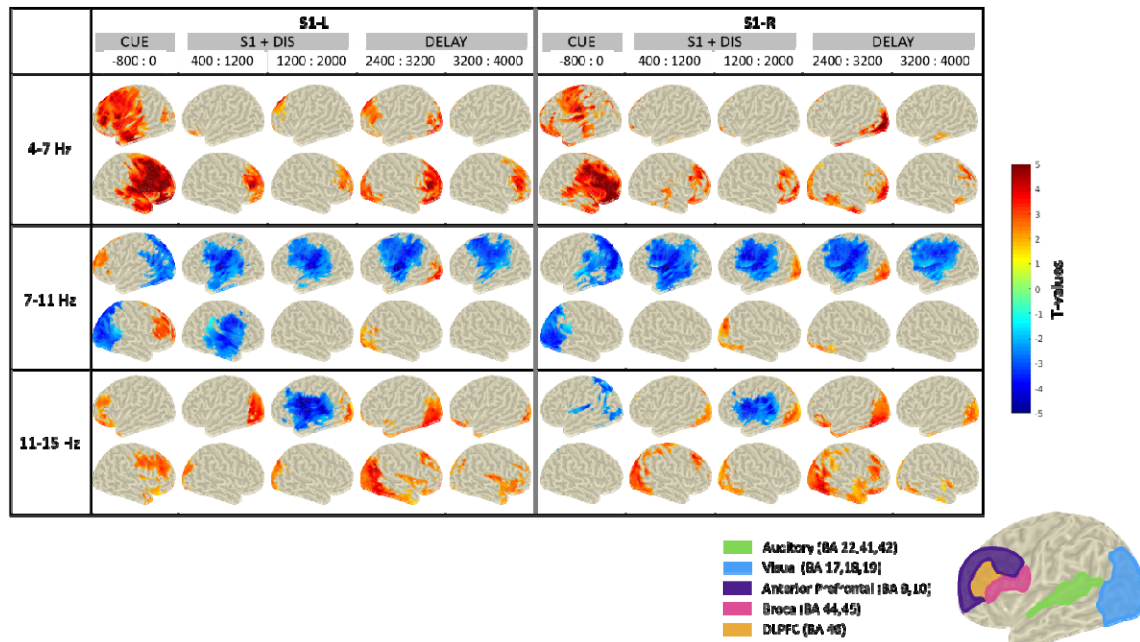 S1-L S1-R
CUE S1 + DIS DELAY CUE S1 + DIS DELAY
-800 : 0 400 : 1200 1200 : 2000 2400 : 3200 3200 : 4000 -800 : 0 400 : 1200 1200 : 2000 2400 : 3200 3200 : 4000
4-7 Hz
7-11 Hz
11-15 Hz
5
4
3
2
1
0
-1
-2
-3
-4
-5
T-values
Auditory (BA 22,41,42)
Visual (BA 17,18,19)
Anterior Prefrontal (BA 9,10)
Broca (BA 44,45)
DLPFC (BA 46)